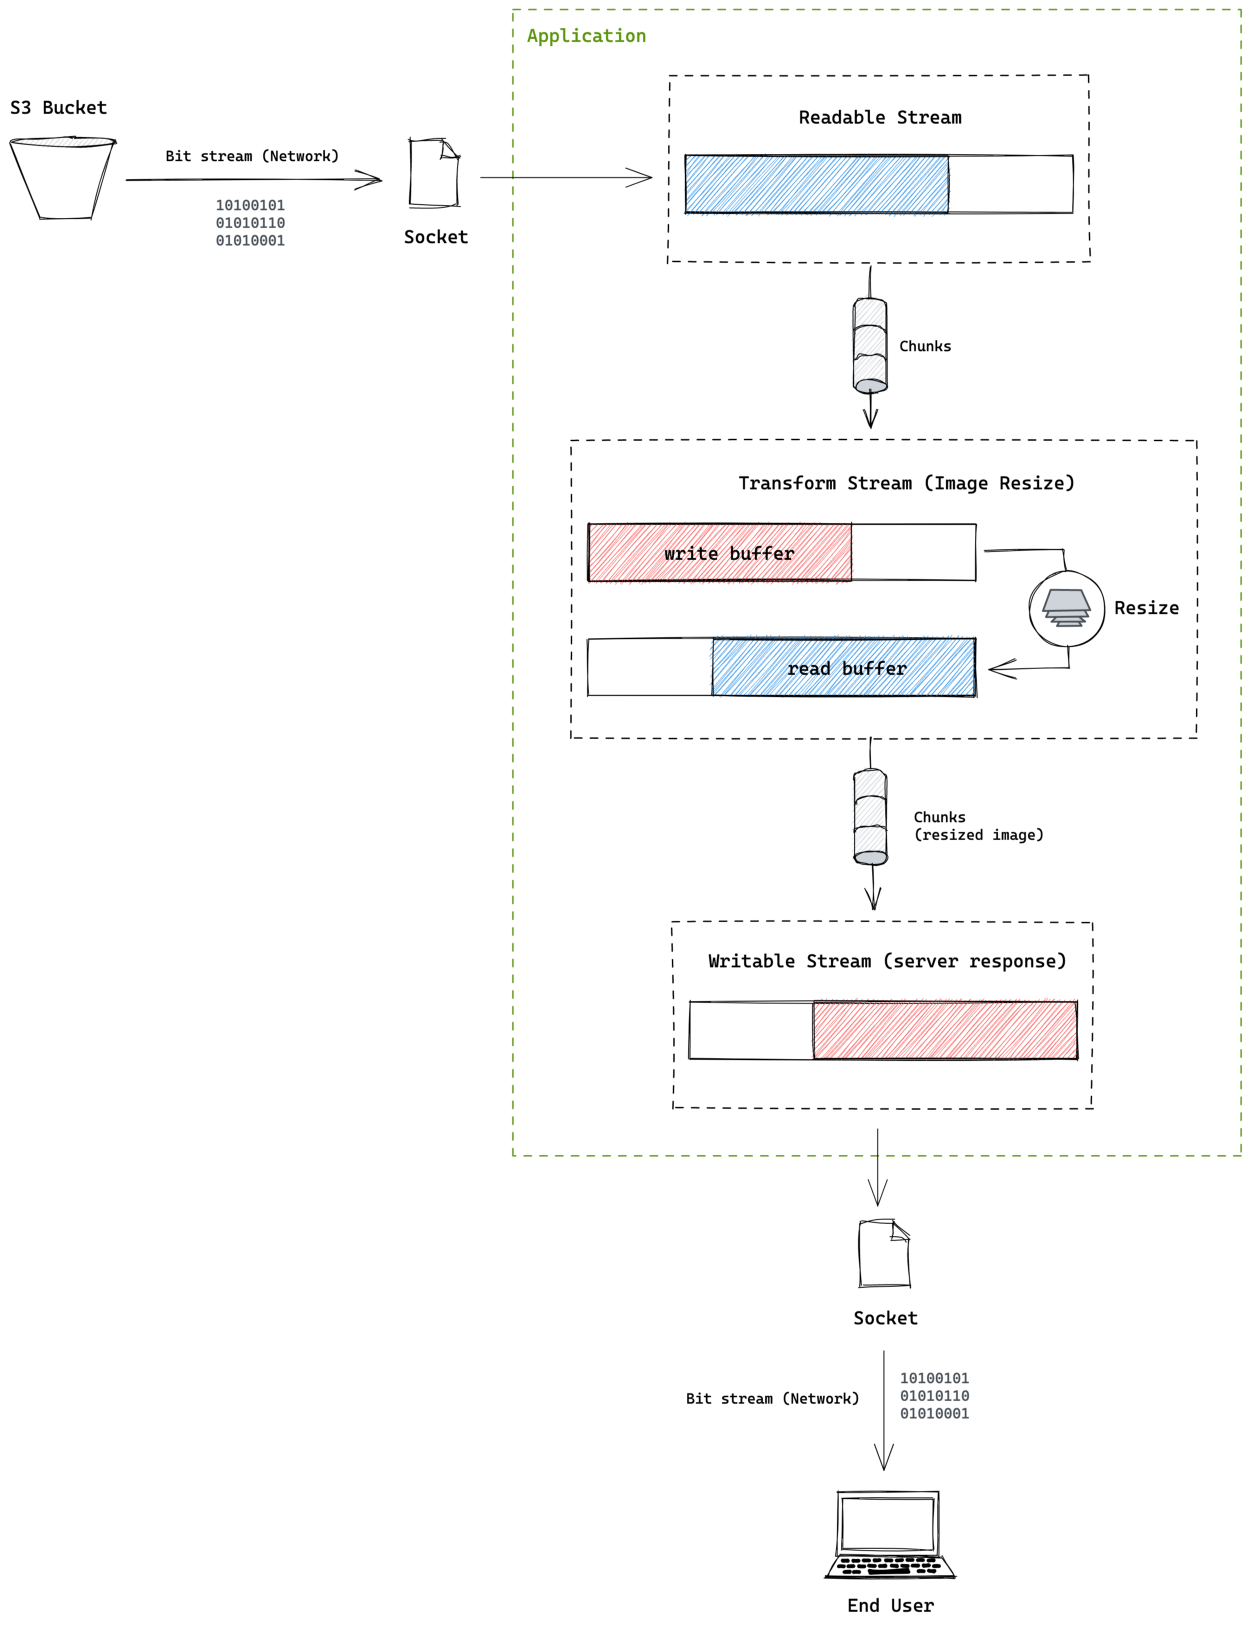 Application
S3 Bucket
Readable Stream
Bit stream (Network)
10100101
01010110
01010001
Socket
Chunks
Transform Stream (Image Resize)
write buffer
Resize
read buffer
Chunks
(resized image)
Writable Stream (server response)
Socket
Bit stream (Network)
10100101
01010110
01010001
End User